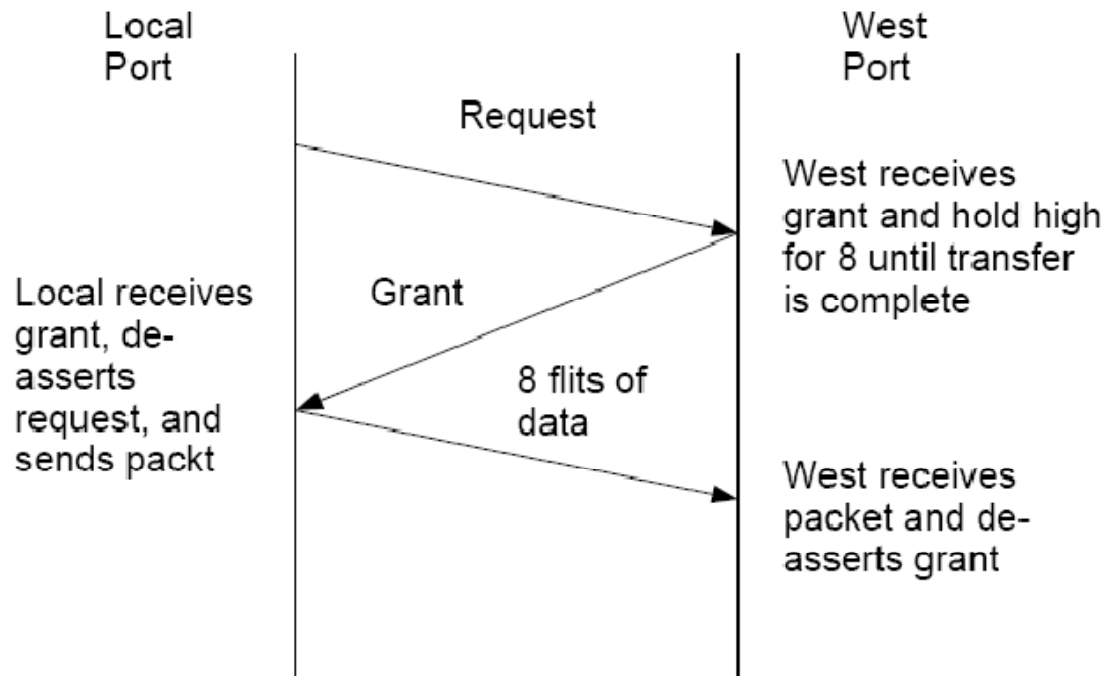 Local
Port
West
Port
Request
West receives
grant and hold high
for 8 until transfer
is complete
Grant
Local receives
grant, de-
asserts
request, and
sends packt
8 flits of
data
West receives
packet and de-
asserts grant